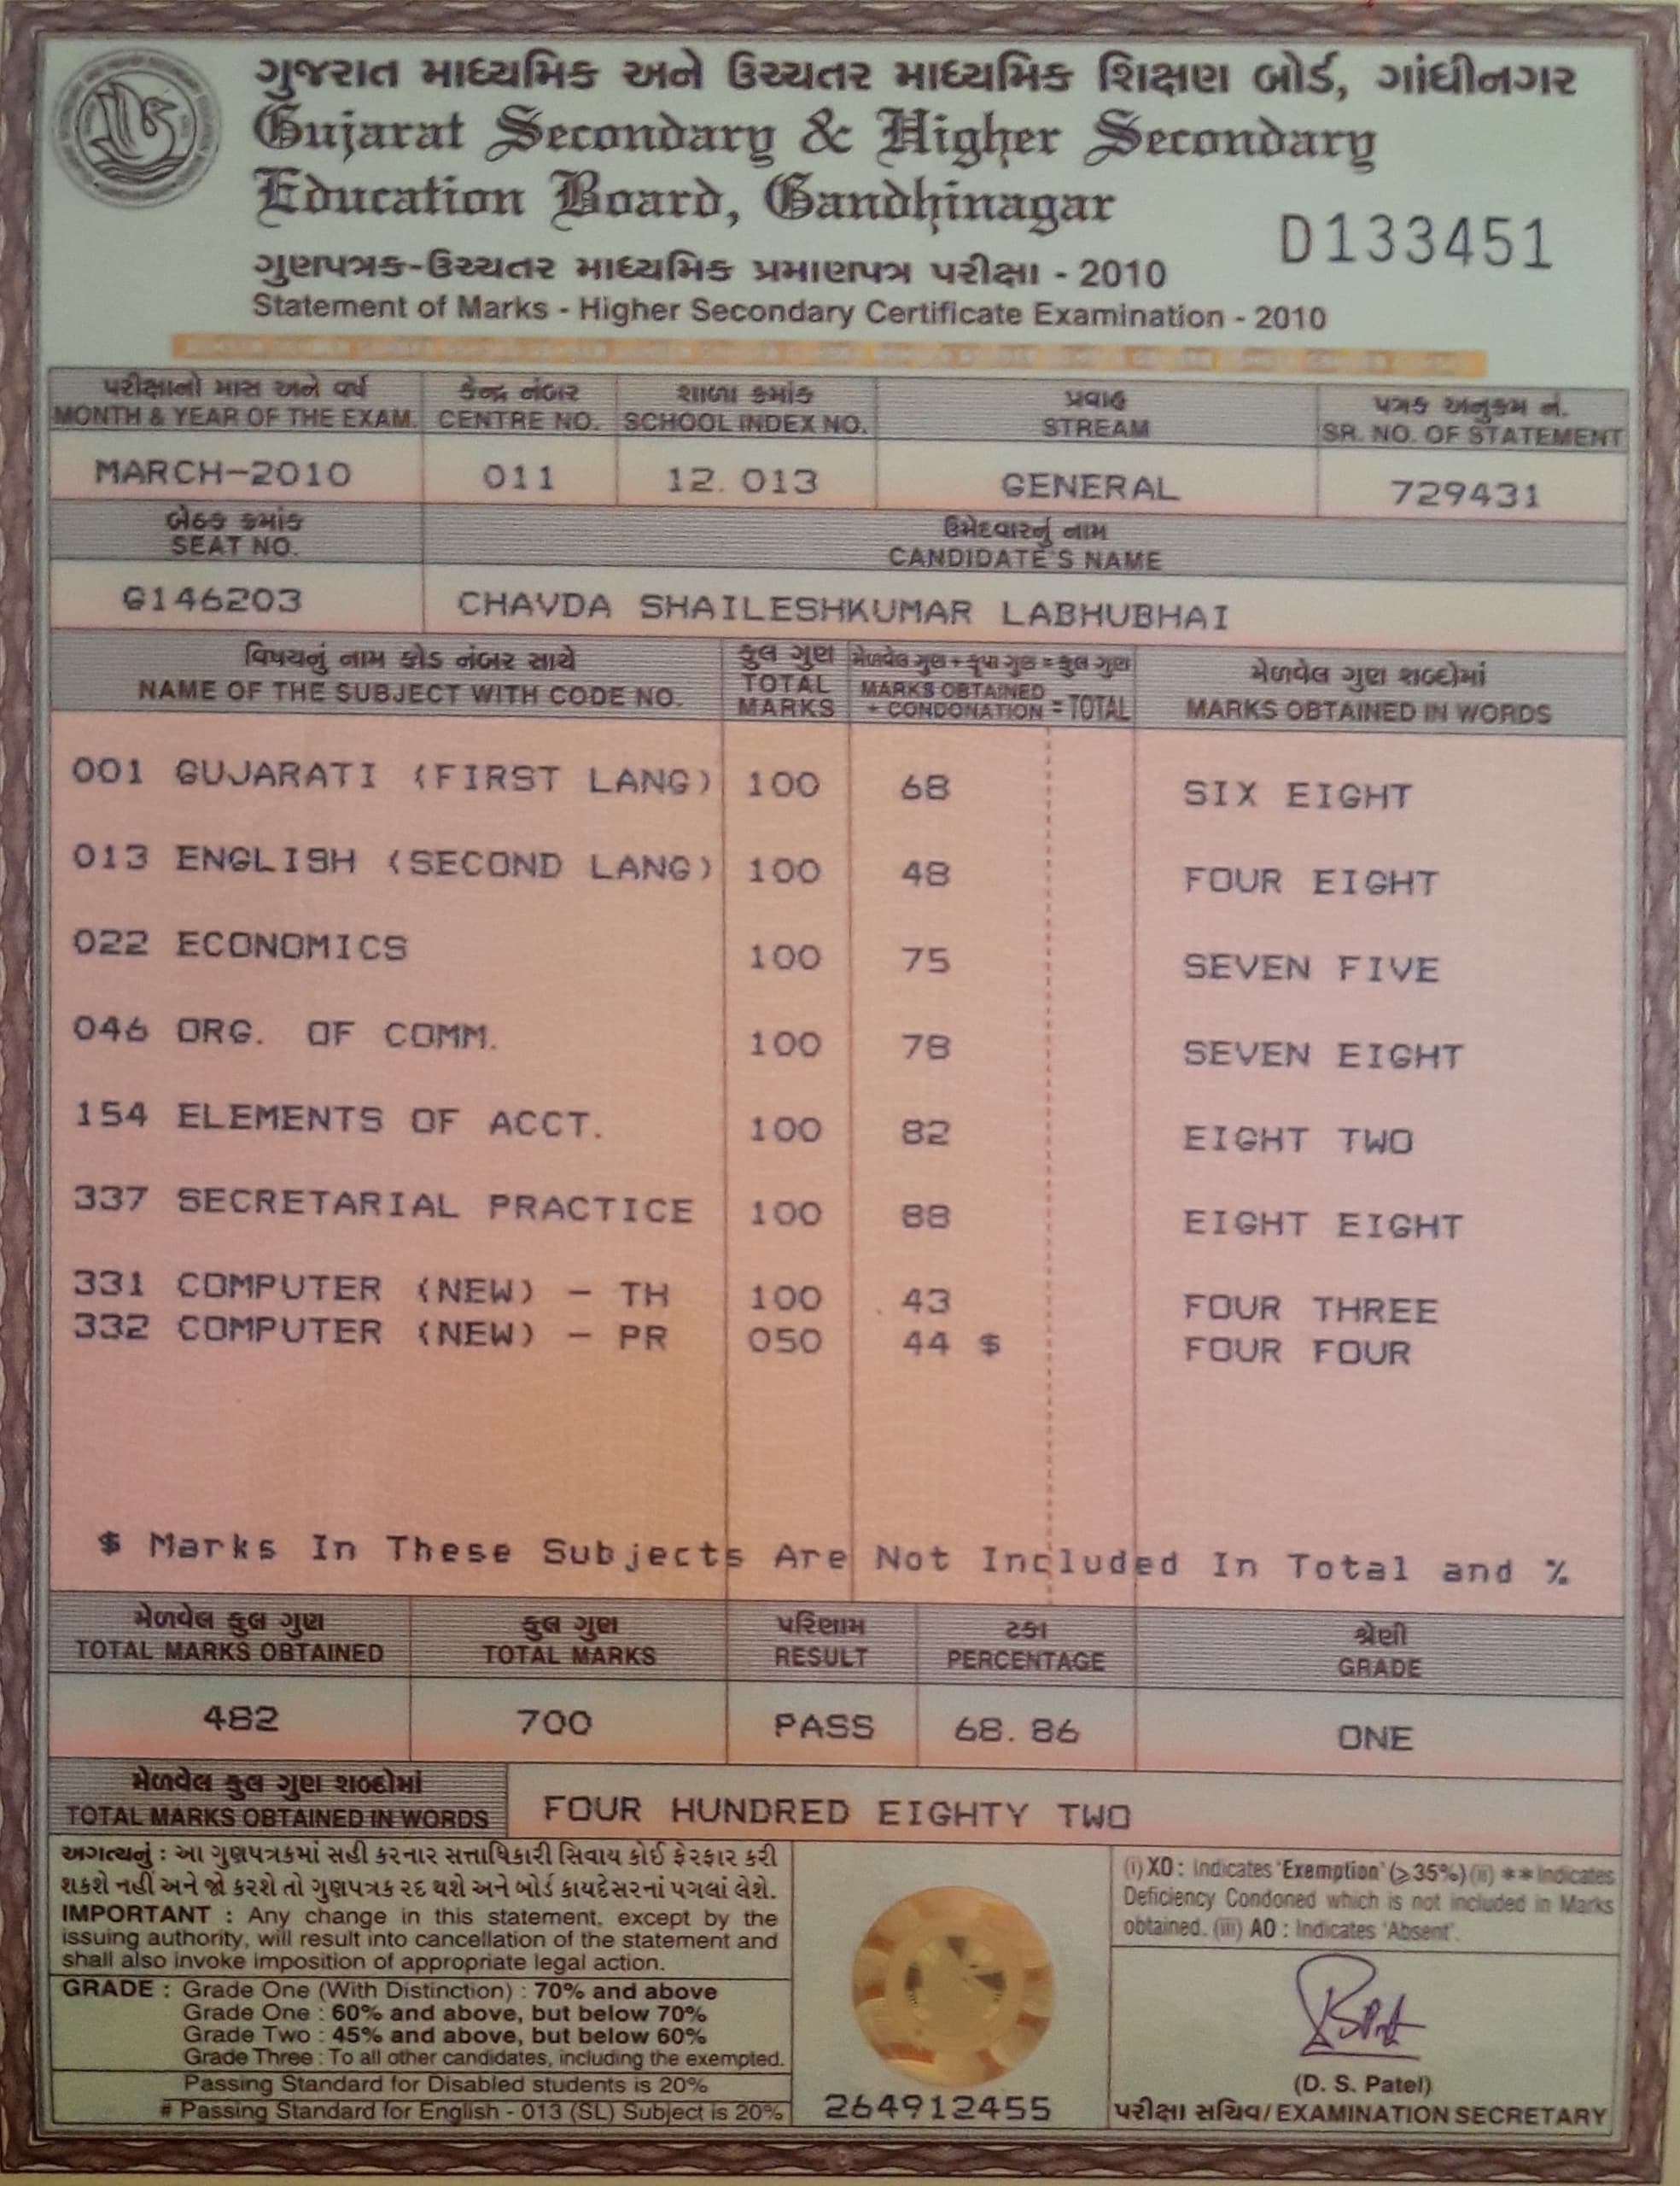 ગુજરાત માધ્યમિક અને ઉચ્ચતર માધ્યમિક શિક્ષણ બોર્ડ, ગાંધીનગર
Gujarat Secondary & Higher Secondary
Education Board, Gandhinagar
D133451
ગુણપત્રક-ઉચ્ચતર માધ્યમિક પ્રમાણપત્ર પરીક્ષા - 2010
Statement of Marks - Higher Secondary Certificate Examination - 2010
પરીક્ષાનો માસ અને વર્ષ કેન્દ્ર નંબર શાળા ક્રમાંક પ્રવાહ પત્રક અનુક્રમ નં.
MONTH & YEAR OF THE EXAM. CENTRE NO. SCHOOL INDEX NO. STREAM SR. NO. OF STATEMENT
MARCH-2010 011 12.013 GENERAL 729431
બેઠક ક્રમાંક ઉમેદવારનું નામ
SEAT NO. CANDIDATE'S NAME
G146203 CHAVDA SHAILESHKUMAR LABHUBHAI
વિષયનું નામ કોડ નંબર સાથે કુલ ગુણ મેળવેલ ગુણ + કૃપા ગુણ = કુલ ગુણ મેળવેલ ગુણ શબ્દોમાં
NAME OF THE SUBJECT WITH CODE NO. TOTAL MARKS MARKS OBTAINED + CONDONATION = TOTAL MARKS OBTAINED IN WORDS
001 GUJARATI (FIRST LANG) 100 68 SIX EIGHT
013 ENGLISH (SECOND LANG) 100 48 FOUR EIGHT
022 ECONOMICS 100 75 SEVEN FIVE
046 ORG. OF COMM. 100 78 SEVEN EIGHT
154 ELEMENTS OF ACCT. 100 82 EIGHT TWO
337 SECRETARIAL PRACTICE 100 88 EIGHT EIGHT
331 COMPUTER (NEW) - TH 100 43 FOUR THREE
332 COMPUTER (NEW) - PR 050 44 $ FOUR FOUR
$ Marks In These Subjects Are Not Included In Total and %
મેળવેલ કુલ ગુણ કુલ ગુણ પરિણામ ટકા શ્રેણી
TOTAL MARKS OBTAINED TOTAL MARKS RESULT PERCENTAGE GRADE
482 700 PASS 68.86 ONE
મેળવેલ કુલ ગુણ શબ્દોમાં
TOTAL MARKS OBTAINED IN WORDS FOUR HUNDRED EIGHTY TWO
અગત્યનું : આ ગુણપત્રકમાં સહી કરનાર સત્તાધિકારી સિવાય કોઈ ફેરફાર કરી
શકશે નહીં અને જો કરશે તો ગુણપત્રક રદ થશે અને બોર્ડ કાયદેસરનાં પગલાં લેશે.
IMPORTANT : Any change in this statement, except by the
issuing authority, will result into cancellation of the statement and
shall also invoke imposition of appropriate legal action.
GRADE : Grade One (With Distinction) : 70% and above
Grade One : 60% and above, but below 70%
Grade Two : 45% and above, but below 60%
Grade Three : To all other candidates, including the exempted.
Passing Standard for Disabled students is 20%
# Passing Standard for English - 013 (SL) Subject is 20%
264912455
(i) XO : Indicates 'Exemption' (≥35%) (ii) ** Indicates
Deficiency Condoned which is not included in Marks
obtained. (iii) AO : Indicates 'Absent'.
(D. S. Patel)
પરીક્ષા સચિવ/EXAMINATION SECRETARY